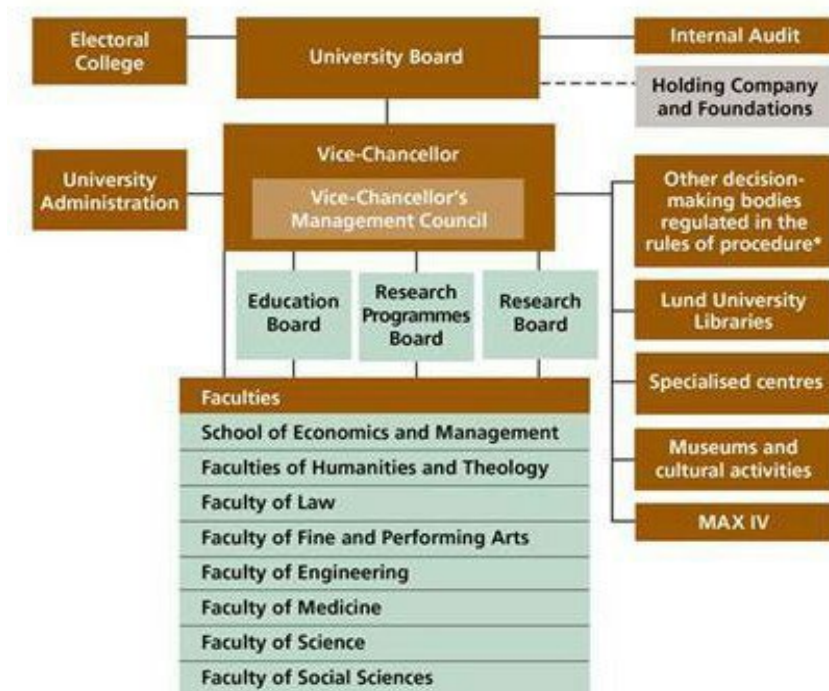 Electoral
College
University Board
Internal Audit
Holding Company
and Foundations
University
Administration
Vice-Chancellor
Vice-Chancellor's
Management Council
Other decision-
making bodies
regulated in the
rules of procedure*
Education
Board
Research
Programmes
Board
Research
Board
Lund University
Libraries
Specialised centres
Museums and
cultural activities
MAX IV
Faculties
School of Economics and Management
Faculties of Humanities and Theology
Faculty of Law
Faculty of Fine and Performing Arts
Faculty of Engineering
Faculty of Medicine
Faculty of Science
Faculty of Social Sciences